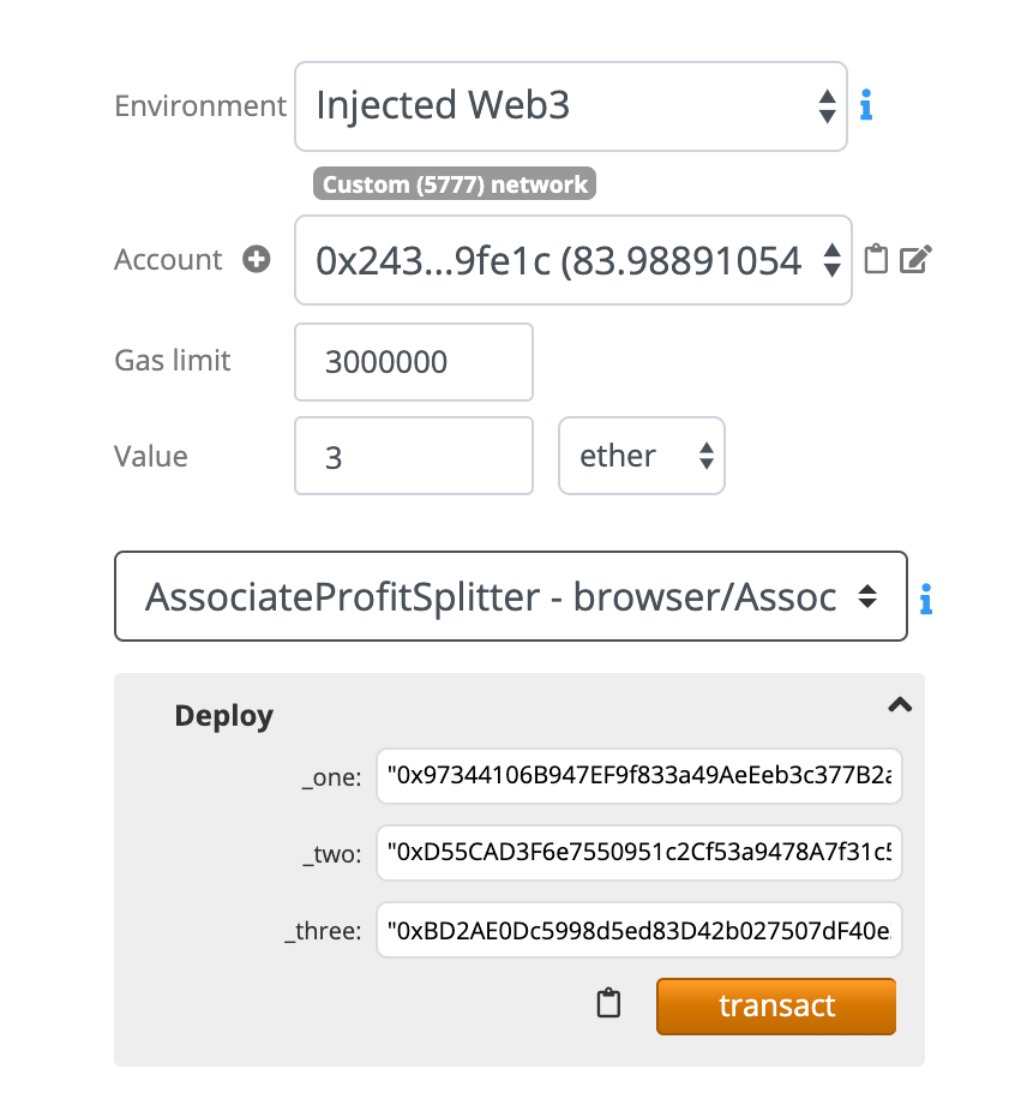 Environment Injected Web3
Custom (5777) network
Account 0x243...9fe1c (83.98891054
Gas limit 3000000
Value 3 ether
AssociateProfitSplitter - browser/Assoc
Deploy
_one: "0x97344106B947EF9f833a49AeEeb3c377B2a
_two: "0xD55CAD3F6e7550951c2Cf53a9478A7f31c5
_three: "0xBD2AE0Dc5998d5ed83D42b027507dF40e
transact